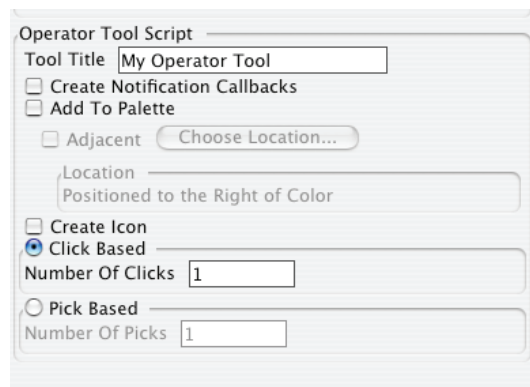 Operator Tool Script
Tool Title My Operator Tool
Create Notification Callbacks
Add To Palette
Adjacent Choose Location...
Location
Positioned to the Right of Color
Create Icon
Click Based
Number Of Clicks 1
Pick Based
Number Of Picks 1